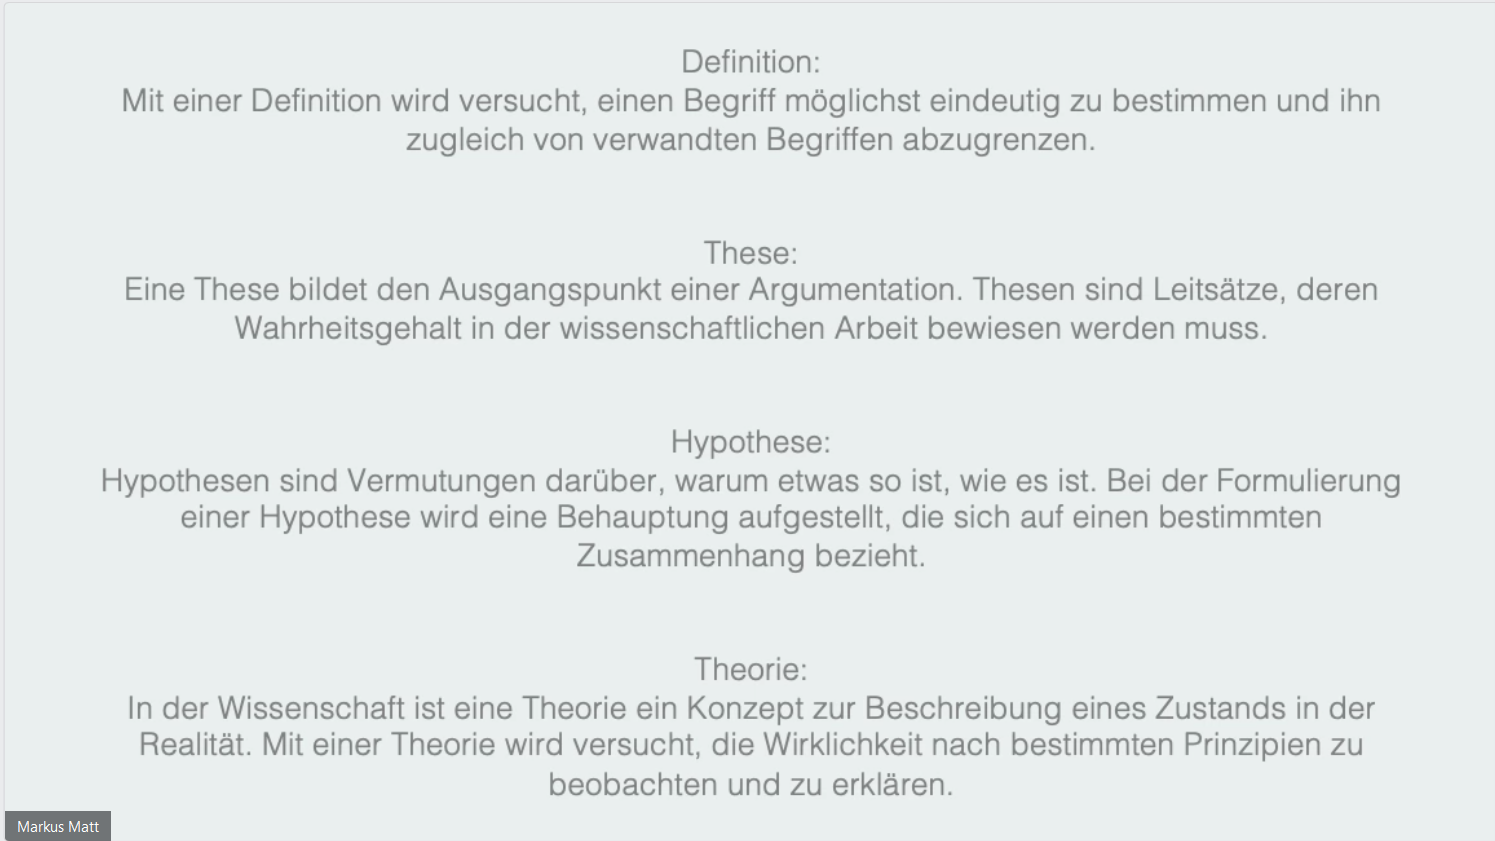 Definition:
Mit einer Definition wird versucht, einen Begriff möglichst eindeutig zu bestimmen und ihn
zugleich von verwandten Begriffen abzugrenzen.
These:
Eine These bildet den Ausgangspunkt einer Argumentation. Thesen sind Leitsätze, deren
Wahrheitsgehalt in der wissenschaftlichen Arbeit bewiesen werden muss.
Hypothese:
Hypothesen sind Vermutungen darüber, warum etwas so ist, wie es ist. Bei der Formulierung
einer Hypothese wird eine Behauptung aufgestellt, die sich auf einen bestimmten
Zusammenhang bezieht.
Theorie:
In der Wissenschaft ist eine Theorie ein Konzept zur Beschreibung eines Zustands in der
Realität. Mit einer Theorie wird versucht, die Wirklichkeit nach bestimmten Prinzipien zu
beobachten und zu erklären.
Markus Matt